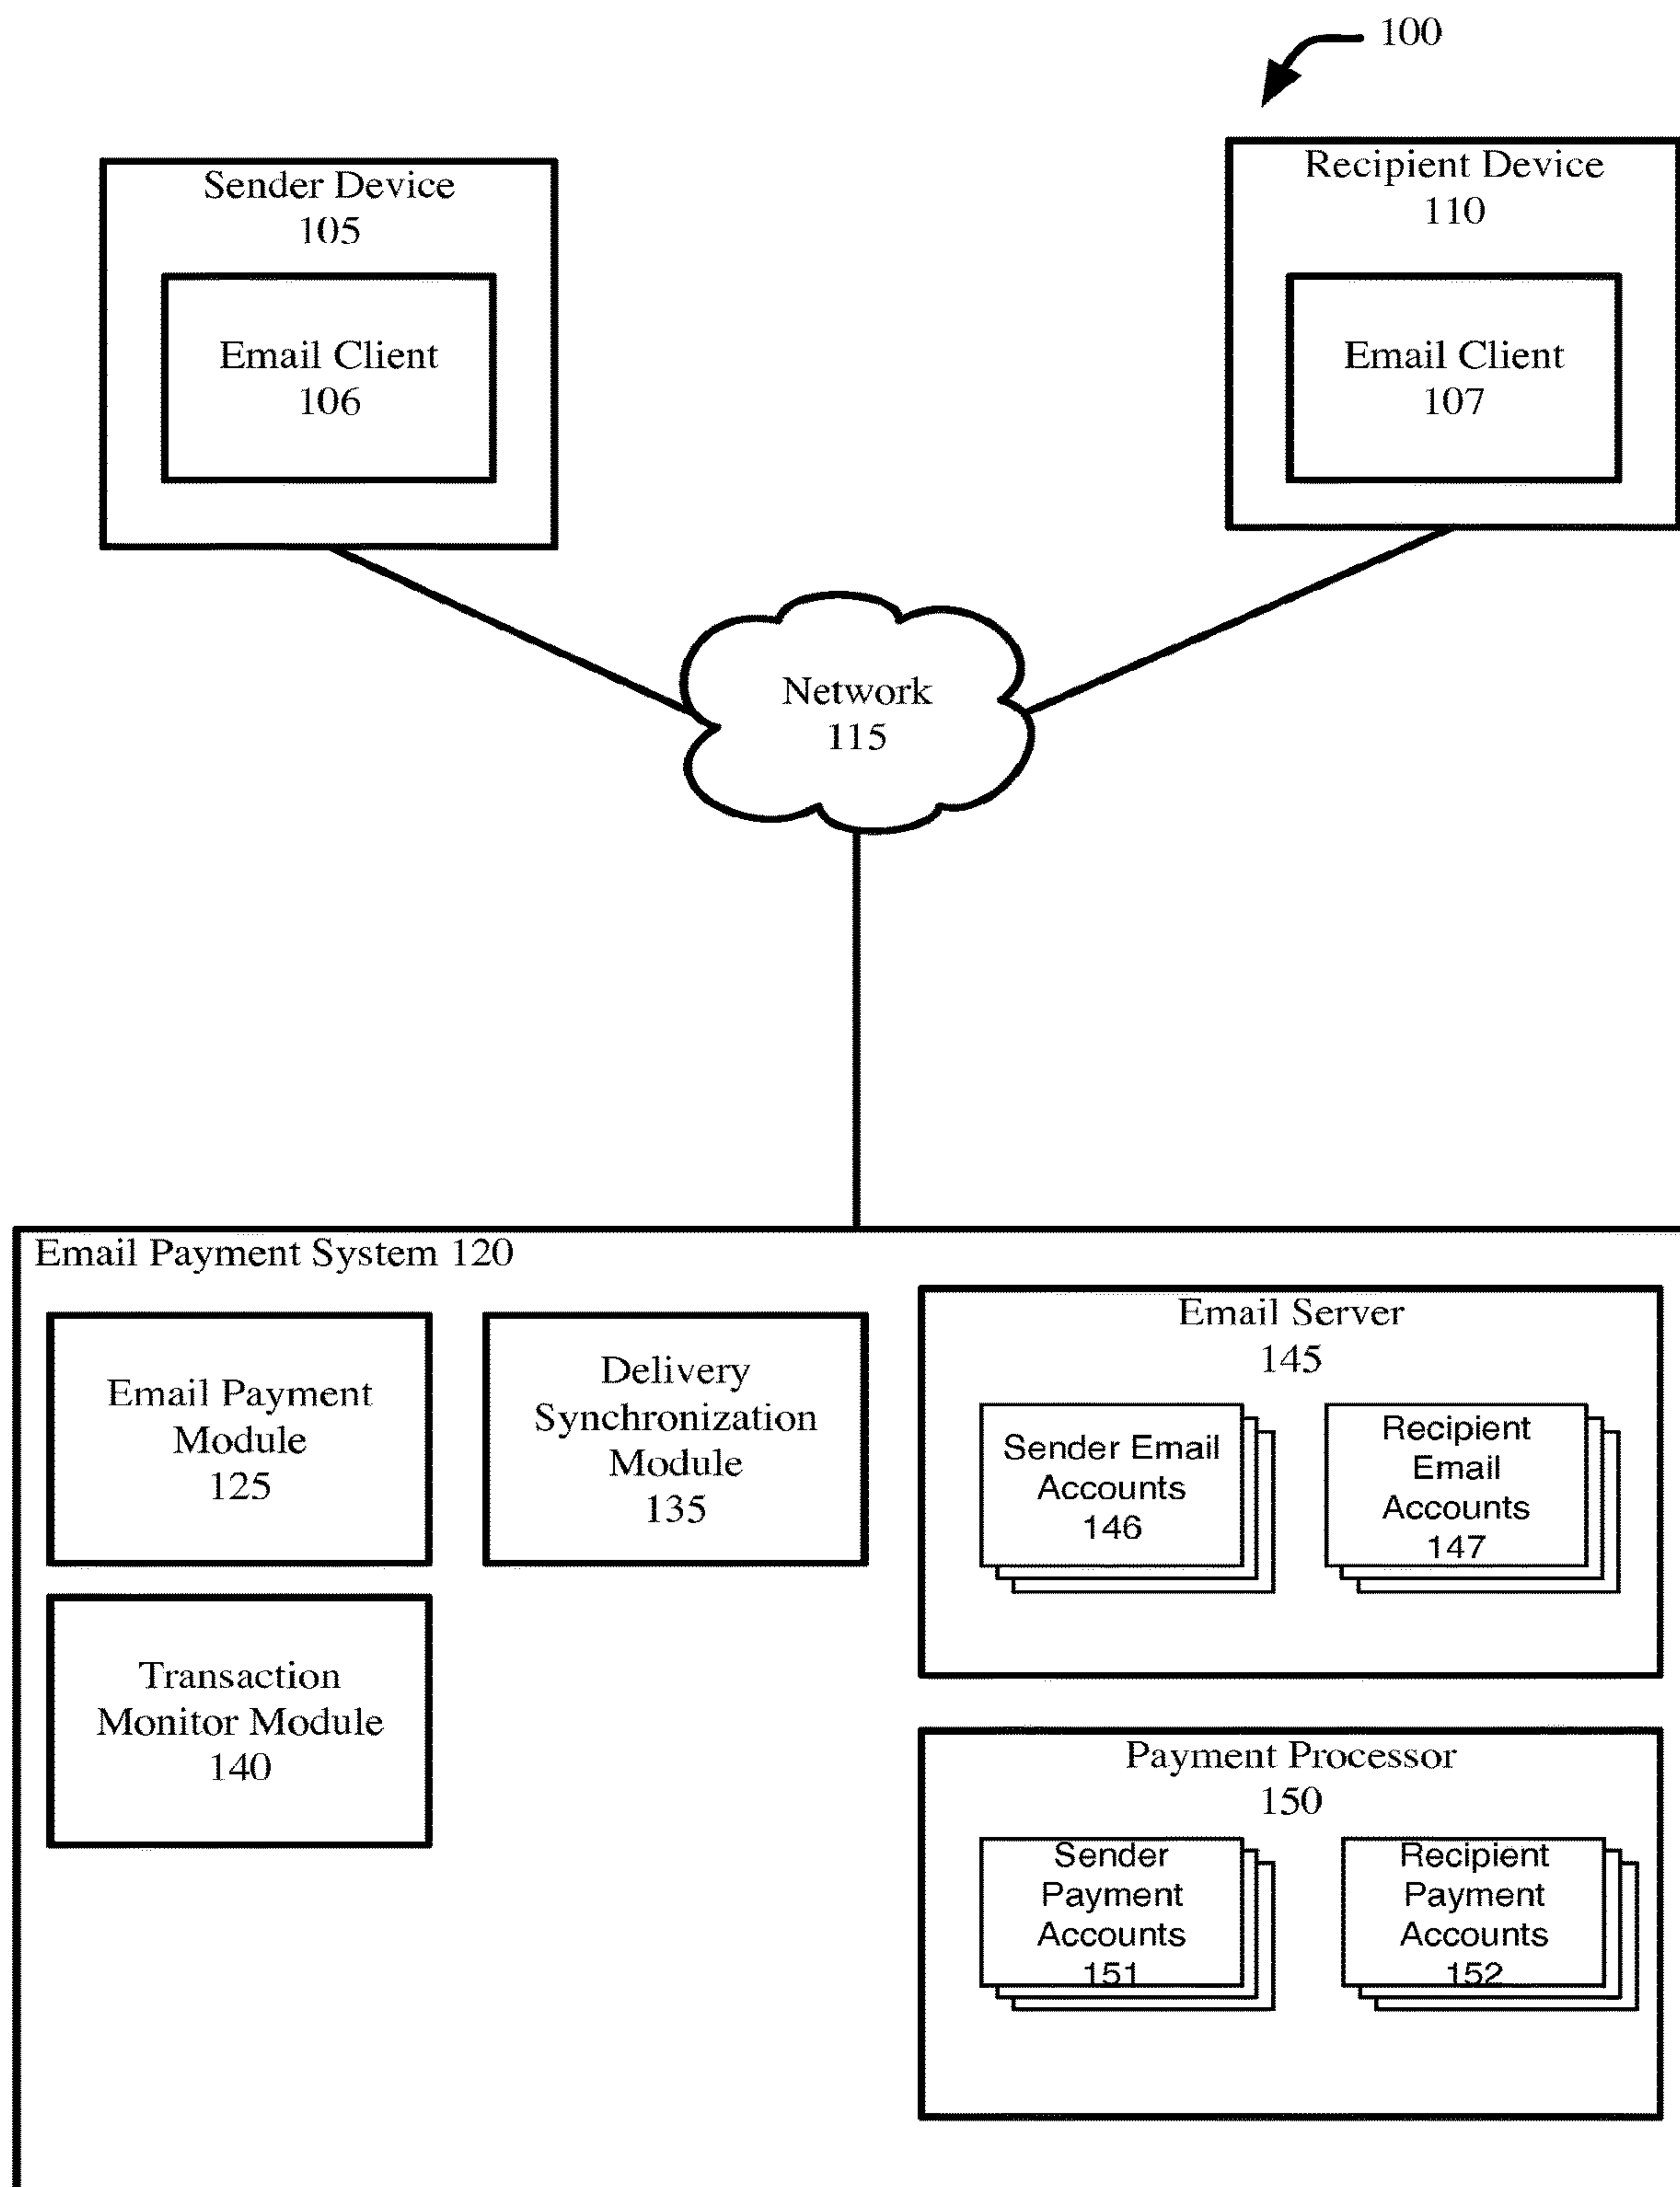 100
Sender Device
105
Email Client
106
Recipient Device
110
Email Client
107
Network
115
Email Payment System 120
Email Payment
Module
125
Delivery
Synchronization
Module
135
Transaction
Monitor Module
140
Email Server
145
Sender Email
Accounts
146
Recipient
Email
Accounts
147
Payment Processor
150
Sender
Payment
Accounts
151
Recipient
Payment
Accounts
152